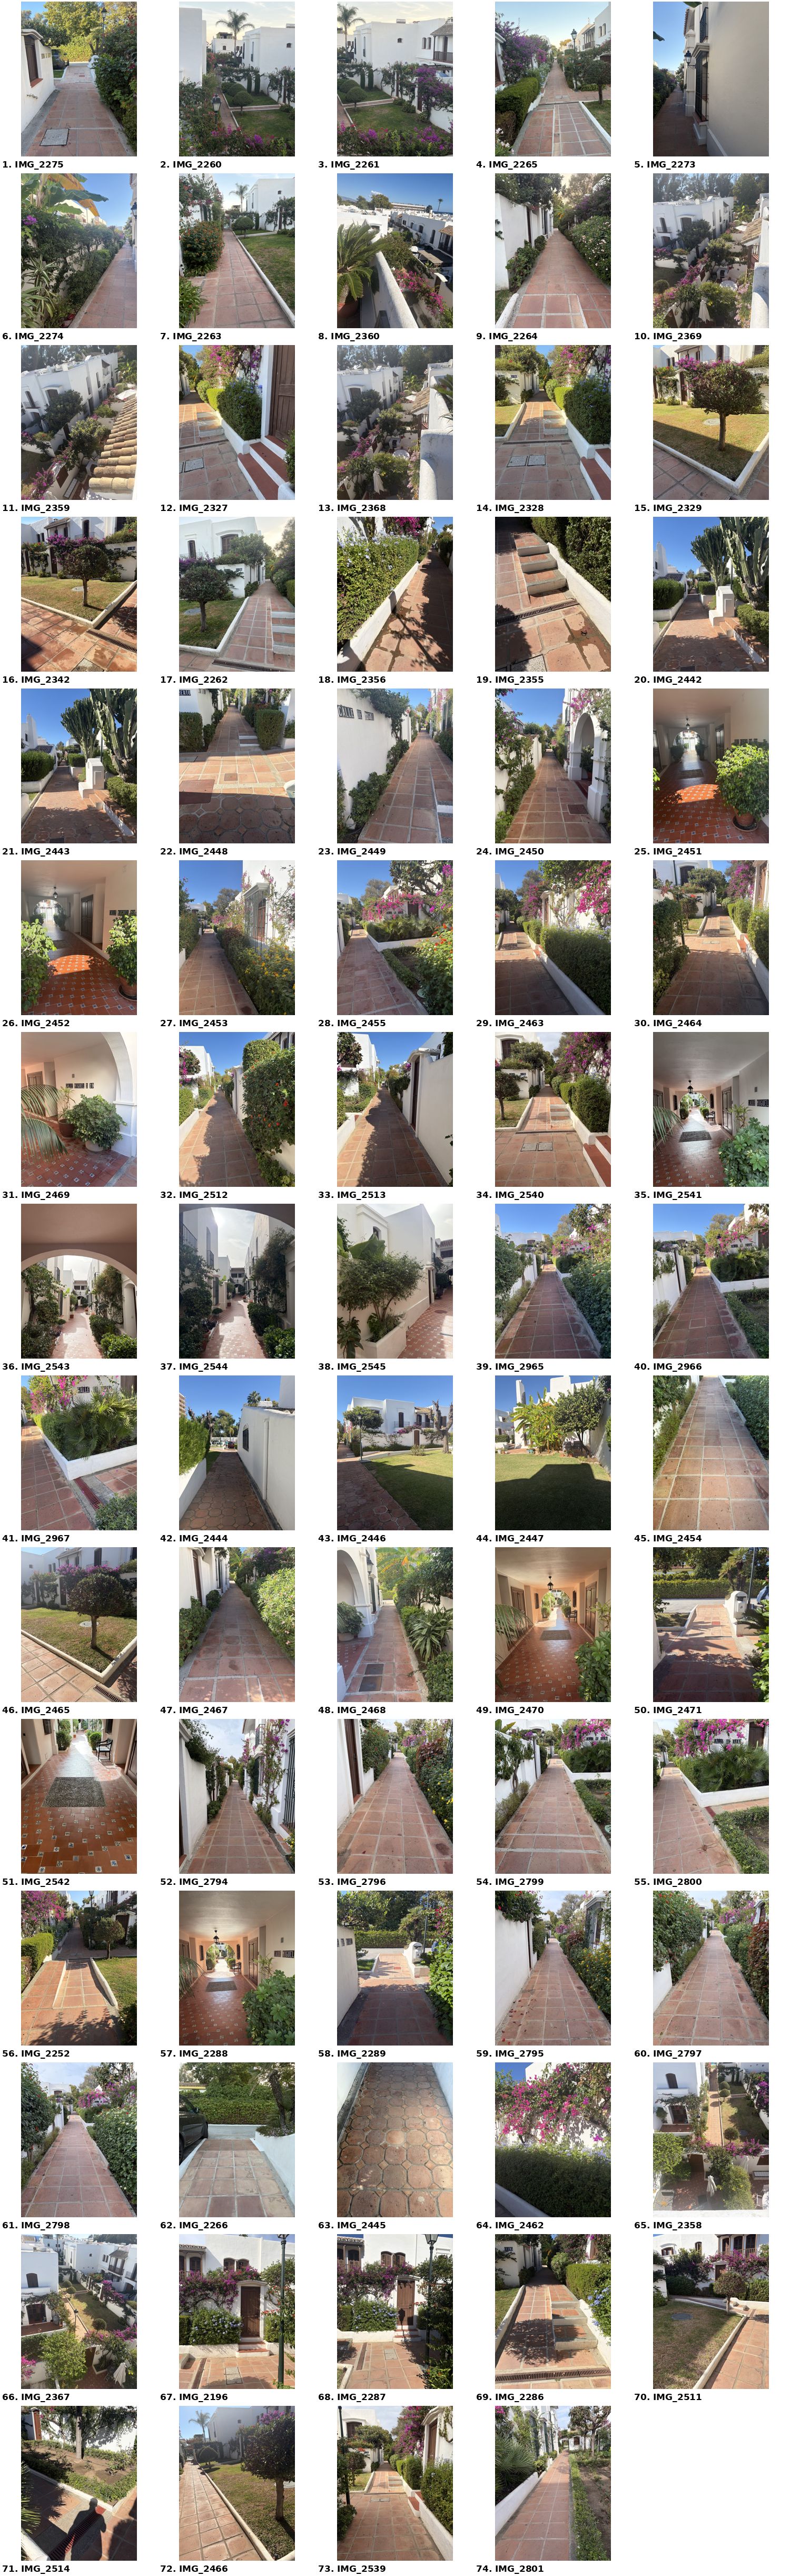 1. IMG_2275 2. IMG_2260 3. IMG_2261 4. IMG_2265 5. IMG_2273
6. IMG_2274 7. IMG_2263 8. IMG_2360 9. IMG_2264 10. IMG_2369
11. IMG_2359 12. IMG_2327 13. IMG_2368 14. IMG_2328 15. IMG_2329
16. IMG_2342 17. IMG_2262 18. IMG_2356 19. IMG_2355 20. IMG_2442
21. IMG_2443 22. IMG_2448 23. IMG_2449 24. IMG_2450 25. IMG_2451
26. IMG_2452 27. IMG_2453 28. IMG_2455 29. IMG_2463 30. IMG_2464
31. IMG_2469 32. IMG_2512 33. IMG_2513 34. IMG_2540 35. IMG_2541
36. IMG_2543 37. IMG_2544 38. IMG_2545 39. IMG_2965 40. IMG_2966
41. IMG_2967 42. IMG_2444 43. IMG_2446 44. IMG_2447 45. IMG_2454
46. IMG_2465 47. IMG_2467 48. IMG_2468 49. IMG_2470 50. IMG_2471
51. IMG_2542 52. IMG_2794 53. IMG_2796 54. IMG_2799 55. IMG_2800
56. IMG_2252 57. IMG_2288 58. IMG_2289 59. IMG_2795 60. IMG_2797
61. IMG_2798 62. IMG_2266 63. IMG_2445 64. IMG_2462 65. IMG_2358
66. IMG_2367 67. IMG_2196 68. IMG_2287 69. IMG_2286 70. IMG_2511
71. IMG_2514 72. IMG_2466 73. IMG_2539 74. IMG_2801